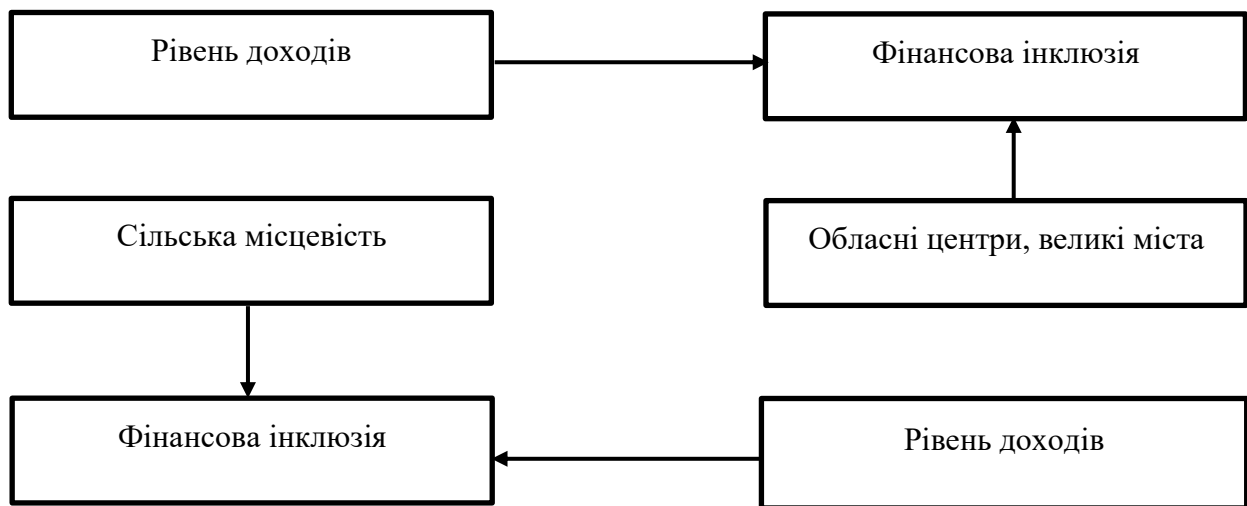 Рівень доходів
Фінансова інклюзія
Сільська місцевість
Обласні центри, великі міста
Фінансова інклюзія
Рівень доходів